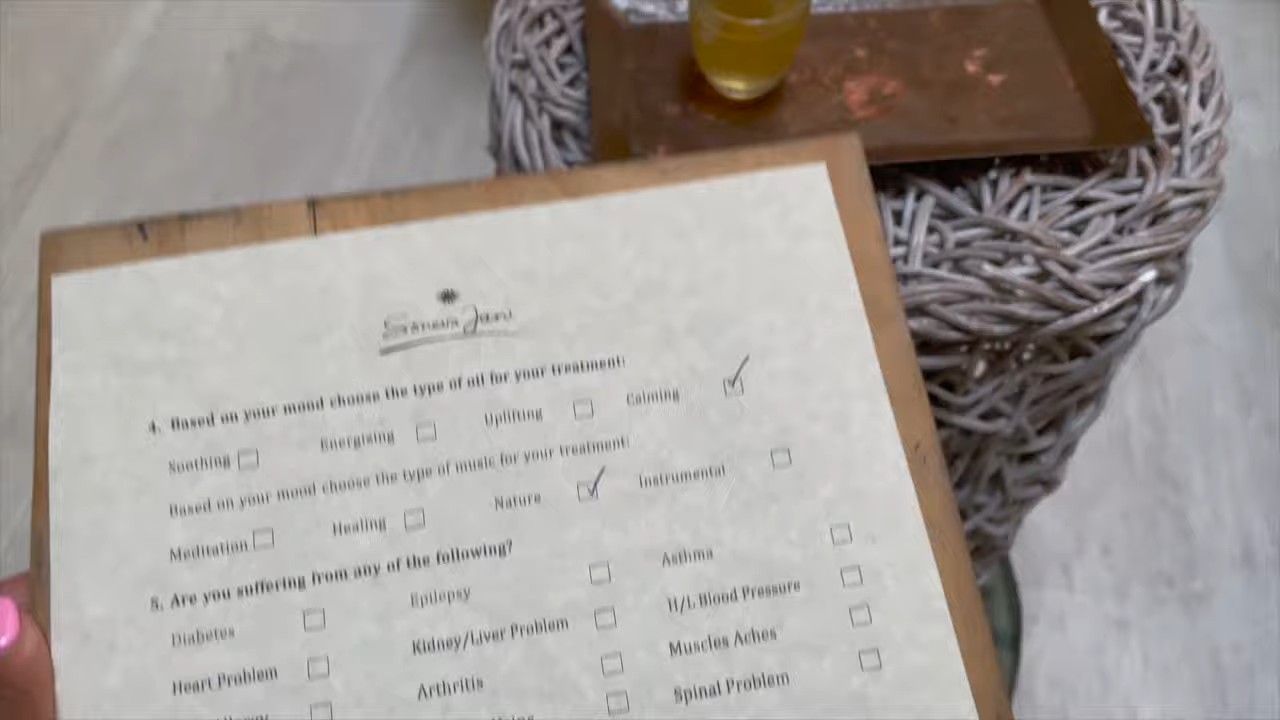 4. Based on your mood choose the type of oil for your treatment:
Soothing Energising Uplifting Calming
Based on your mood choose the type of music for your treatment:
Meditation Healing Nature Instrumental
5. Are you suffering from any of the following?
Diabetes Epilepsy Asthma
Heart Problem Kidney/Liver Problem H/L Blood Pressure
Arthritis Muscles Aches
Spinal Problem